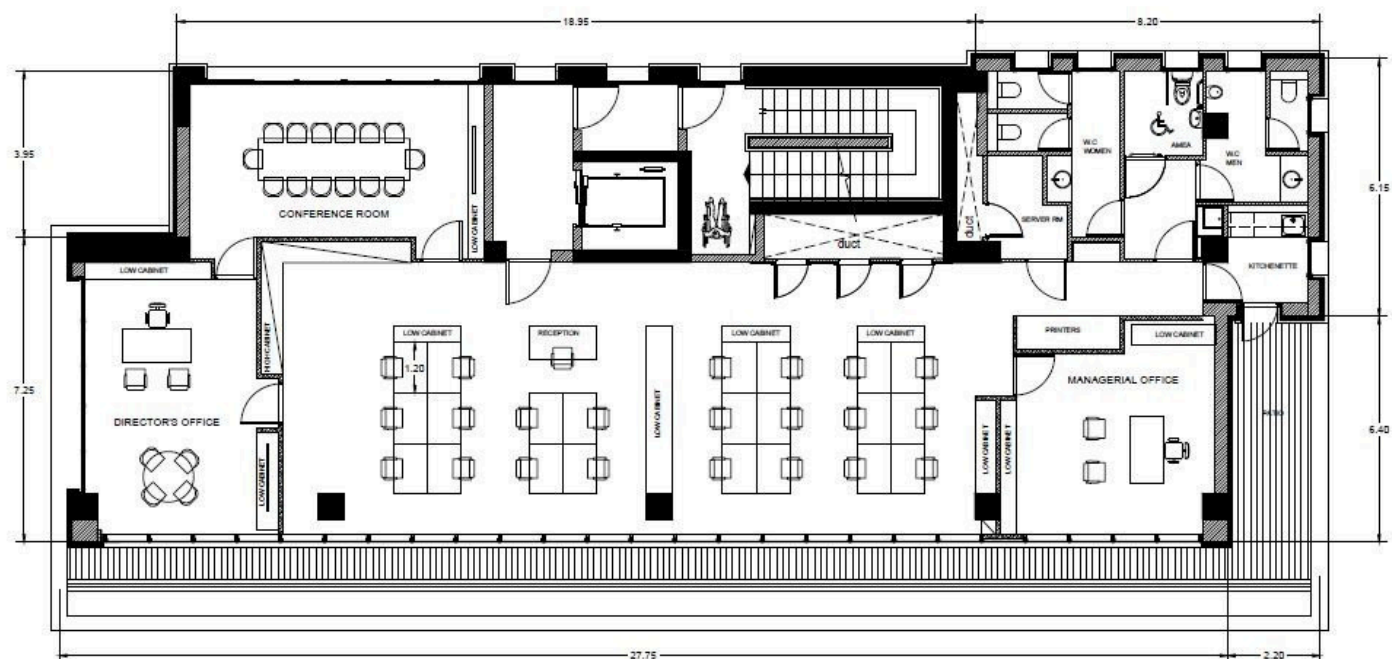 18.95
8.20
3.95
CONFERENCE ROOM
LOW CABINET
W.C
WOMEN
AMEA
W.C
MEN
6.15
SERVER RM
duct
duct
KITCHENETTE
LOW CABINET
HIGH CABINET
LOW CABINET
RECEPTION
LOW CABINET
LOW CABINET
PRINTERS
LOW CABINET
1.20
7.25
DIRECTOR'S OFFICE
LOW CABINET
LOW CABINET
MANAGERIAL OFFICE
PATIO
6.40
LOW CABINET
LOW CABINET
27.75
2.20